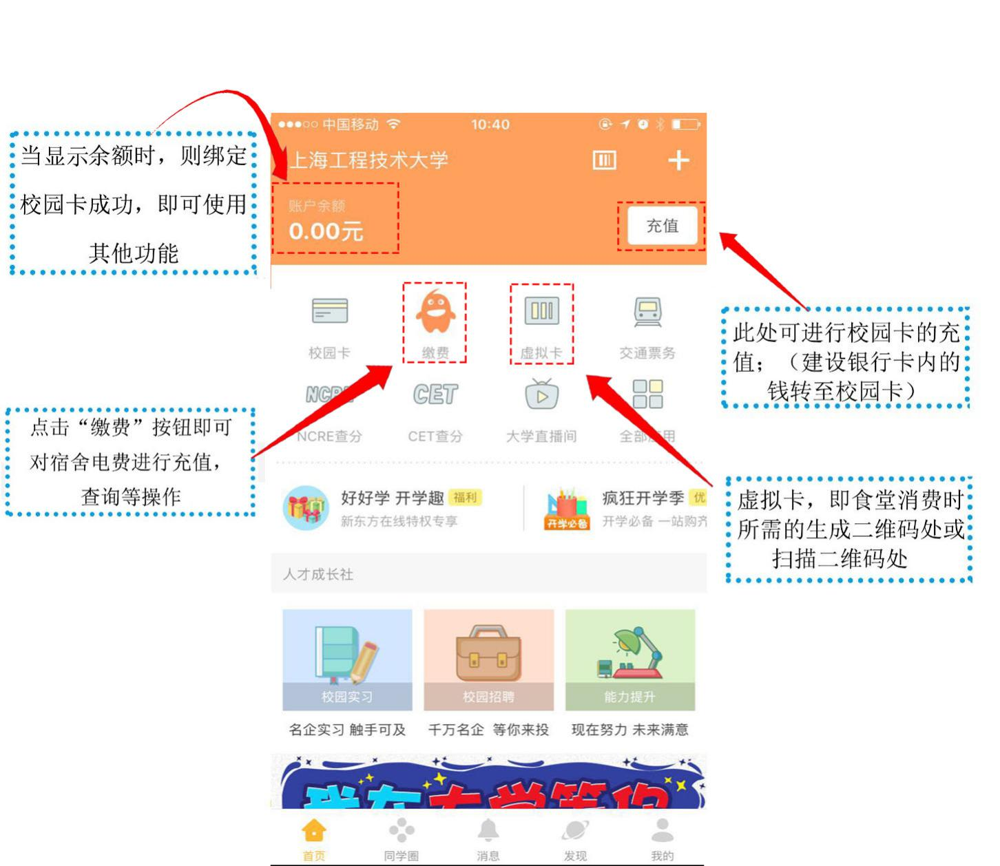 中国移动
10:40
上海工程技术大学
当显示余额时，则绑定
校园卡成功，即可使用
其他功能
账户余额
0.00元
充值
校园卡
缴费
虚拟卡
交通票务
此处可进行校园卡的充
值；（建设银行卡内的
钱转至校园卡）
NCRE
CET
点击“缴费”按钮即可
对宿舍电费进行充值，
查询等操作
NCRE查分
CET查分
大学直播间
全部应用
好好学 开学趣 福利
新东方在线特权专享
开学必备
疯狂开学季 优
开学必备 一站购齐
虚拟卡，即食堂消费时
所需的生成二维码处或
扫描二维码处
人才成长社
校园实习
校园招聘
能力提升
名企实习 触手可及
千万名企 等你来投
现在努力 未来满意
我在大学等你
首页
同学圈
消息
发现
我的